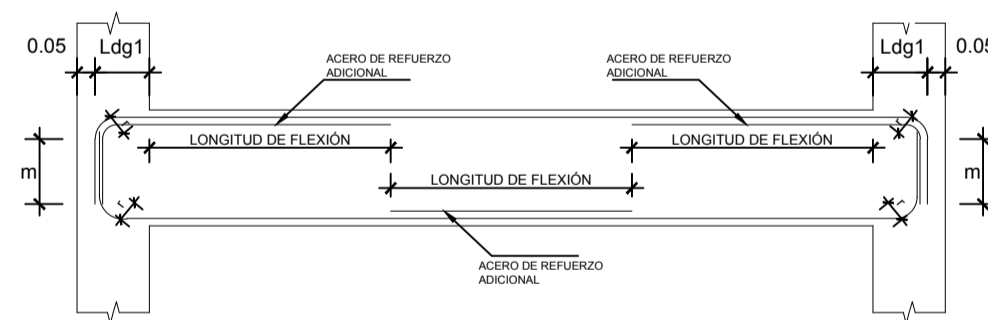 0.05 Ldg1
Ldg1 0.05
ACERO DE REFUERZO
ADICIONAL
ACERO DE REFUERZO
ADICIONAL
r
r
LONGITUD DE FLEXIÓN
LONGITUD DE FLEXIÓN
m
LONGITUD DE FLEXIÓN
m
r
r
ACERO DE REFUERZO
ADICIONAL